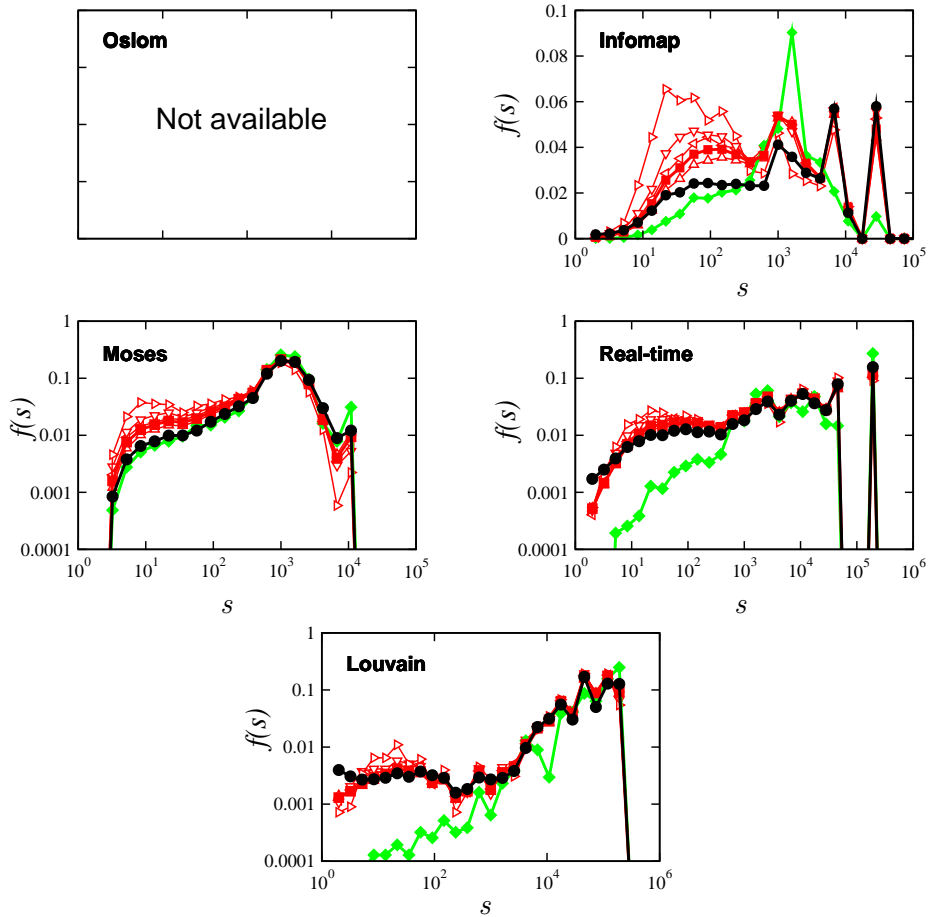 Oslom
Not available
Infomap
f(s)
0.1
0.08
0.06
0.04
0.02
0
10^0 10^1 10^2 10^3 10^4 10^5
s
Moses
f(s)
1
0.1
0.01
0.001
0.0001
10^0 10^1 10^2 10^3 10^4 10^5
s
Real-time
f(s)
1
0.1
0.01
0.001
0.0001
10^0 10^1 10^2 10^3 10^4 10^5 10^6
s
Louvain
f(s)
1
0.1
0.01
0.001
0.0001
10^0 10^2 10^4 10^6
s